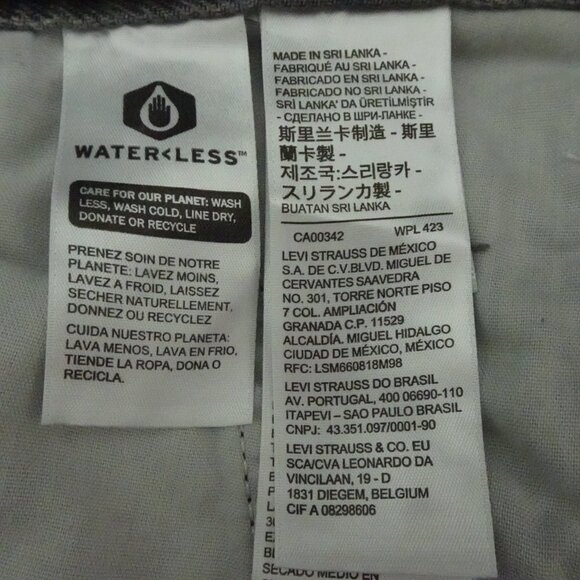 WATER<LESS™
CARE FOR OUR PLANET: WASH
LESS, WASH COLD, LINE DRY,
DONATE OR RECYCLE
PRENEZ SOIN DE NOTRE
PLANETE: LAVEZ MOINS,
LAVEZ A FROID, LAISSEZ
SECHER NATURELLEMENT,
DONNEZ OU RECYCLEZ
CUIDA NUESTRO PLANETA:
LAVA MENOS, LAVA EN FRIO,
TIENDE LA ROPA, DONA O
RECICLA.
MADE IN SRI LANKA -
FABRIQUÉ AU SRI LANKA -
FABRICADO EN SRI LANKA -
FABRICADO NO SRI LANKA -
SRİ LANKA' DA ÜRETİLMİŞTİR
- СДЕЛАНО В ШРИ-ЛАНКЕ -
斯里兰卡制造 - 斯里
蘭卡製 -
제조국:스리랑카 -
スリランカ製 -
BUATAN SRI LANKA
CA00342 WPL 423
LEVI STRAUSS DE MÉXICO
S.A. DE C.V.BLVD. MIGUEL DE
CERVANTES SAAVEDRA
NO. 301, TORRE NORTE PISO
7 COL. AMPLIACIÓN
GRANADA C.P. 11529
ALCALDÍA. MIGUEL HIDALGO
CIUDAD DE MÉXICO, MÉXICO
RFC: LSM660818M98
LEVI STRAUSS DO BRASIL
AV. PORTUGAL, 400 06690-110
ITAPEVI – SAO PAULO BRASIL
CNPJ: 43.351.097/0001-90
LEVI STRAUSS & CO. EU
SCA/CVA LEONARDO DA
VINCILAAN, 19 - D
1831 DIEGEM, BELGIUM
CIF A 08298606
SECADO MEDIO EN